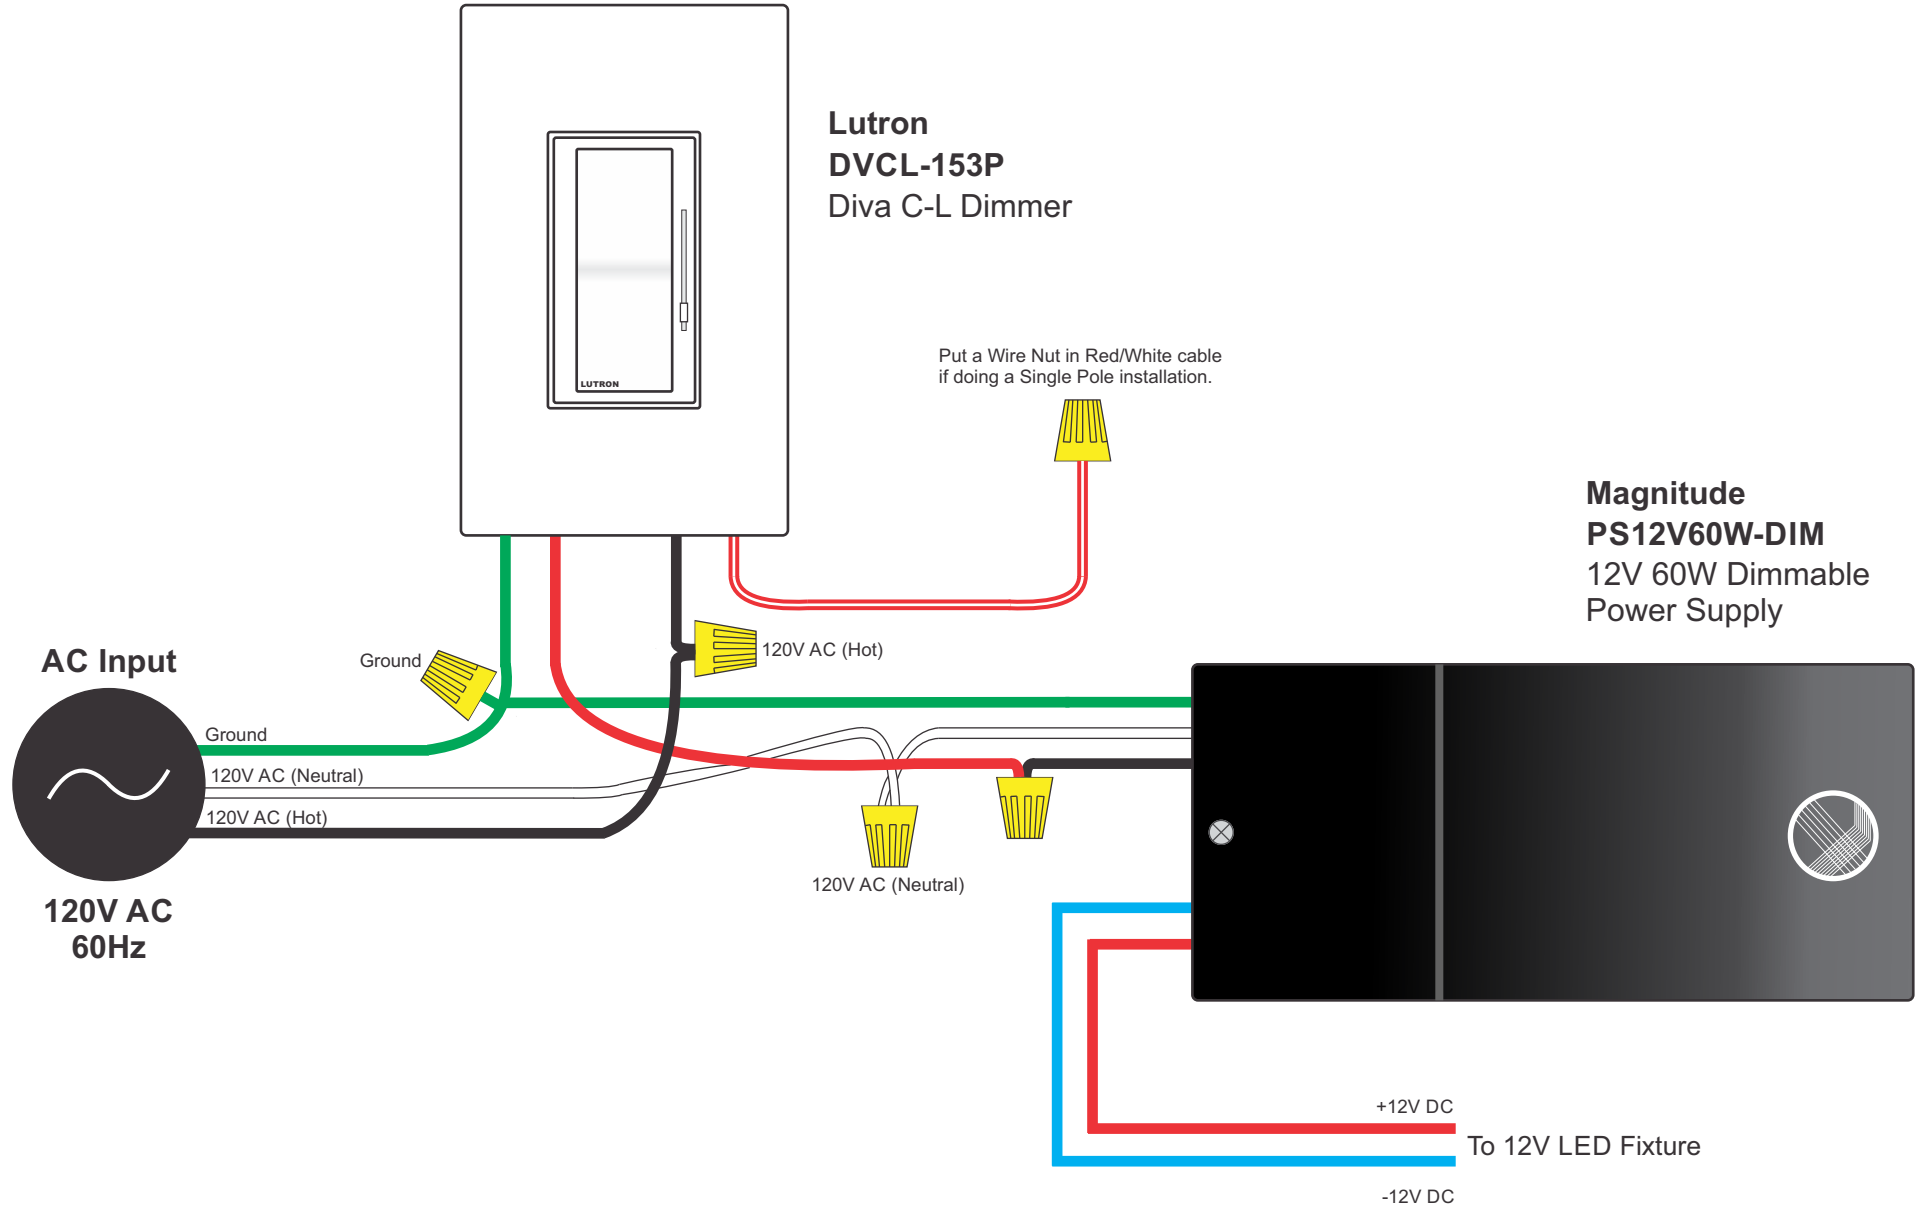 Lutron
DVCL-153P
Diva C-L Dimmer
LUTRON
Put a Wire Nut in Red/White cable
if doing a Single Pole installation.
Magnitude
PS12V60W-DIM
12V 60W Dimmable
Power Supply
AC Input
Ground
120V AC (Hot)
Ground
120V AC (Neutral)
120V AC (Hot)
120V AC (Neutral)
120V AC
60Hz
+12V DC
To 12V LED Fixture
-12V DC